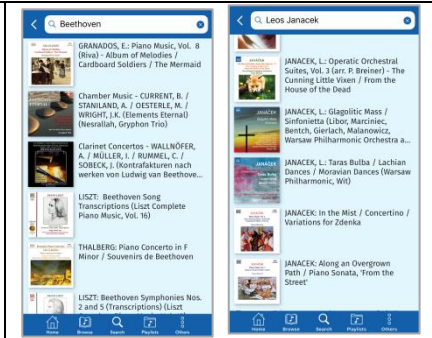 Beethoven
GRANADOS, E.: Piano Music, Vol. 8
(Riva) - Album of Melodies /
Cardboard Soldiers / The Mermaid
Chamber Music - CURRENT, B. /
STANILAND, A. / OESTERLE, M. /
WRIGHT, J.K. (Elements Eternal)
(Nesrallah, Gryphon Trio)
Clarinet Concertos - WALLNÖFER,
A. / MÜLLER, I. / RUMMEL, C. /
SOBECK, J. (Kontrafakturen nach
werken von Ludwig van Beethove...
LISZT: Beethoven Song
Transcriptions (Liszt Complete
Piano Music, Vol. 16)
THALBERG: Piano Concerto in F
Minor / Souvenirs de Beethoven
LISZT: Beethoven Symphonies Nos.
2 and 5 (Transcriptions) (Liszt
Home Browse Search Playlists Others
Leos Janacek
JANACEK, L.: Operatic Orchestral
Suites, Vol. 3 (arr. P. Breiner) - The
Cunning Little Vixen / From the
House of the Dead
JANACEK, L.: Glagolitic Mass /
Sinfonietta (Libor, Marciniec,
Bentch, Gierlach, Malanowicz,
Warsaw Philharmonic Orchestra a...
JANÁČEK
JANACEK, L.: Taras Bulba / Lachian
Dances / Moravian Dances (Warsaw
Philharmonic, Wit)
JANACEK: In the Mist / Concertino /
Variations for Zdenka
JANACEK: Along an Overgrown
Path / Piano Sonata, 'From the
Street'
Home Browse Search Playlists Others